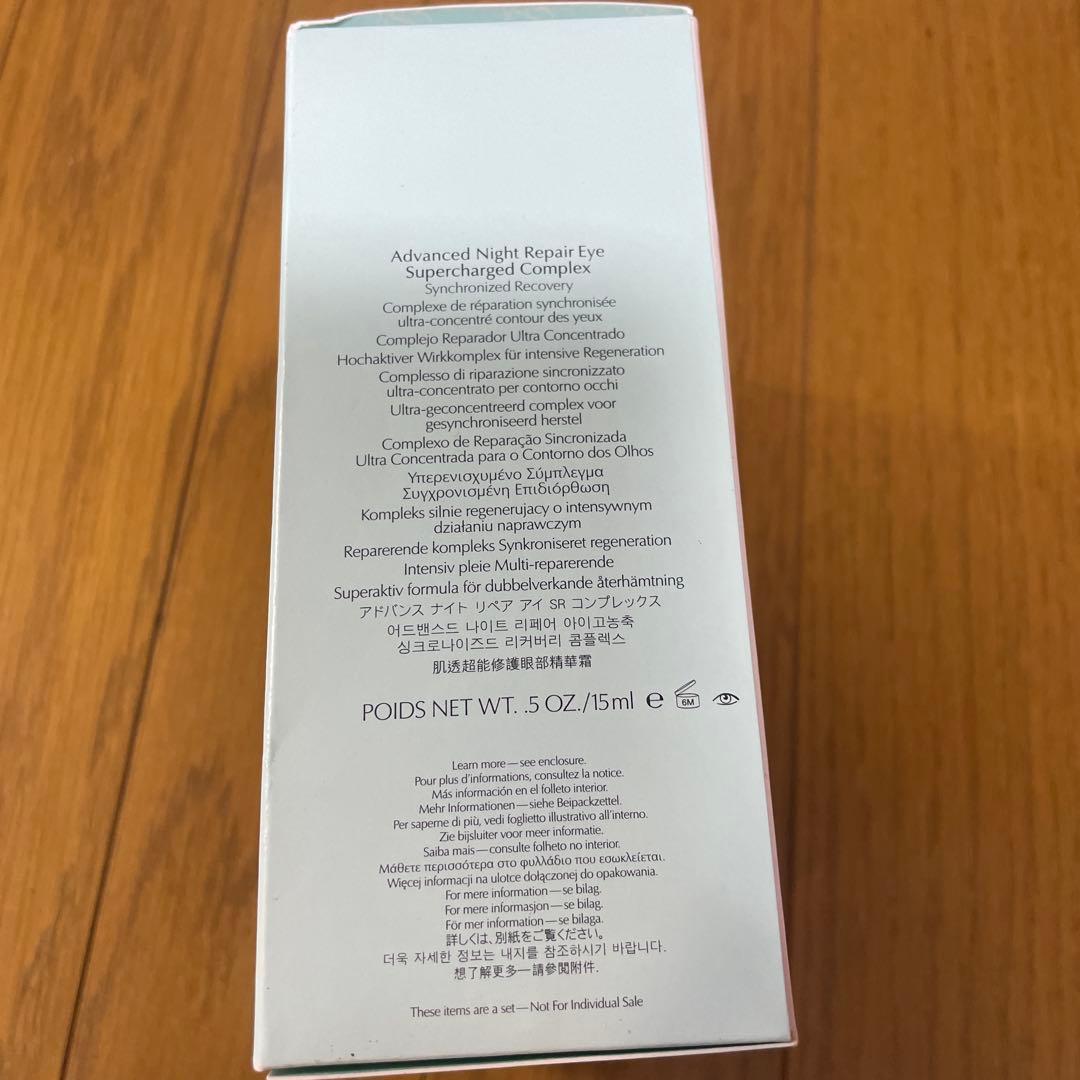 Advanced Night Repair Eye
Supercharged Complex
Synchronized Recovery
Complexe de réparation synchronisée
ultra-concentré contour des yeux
Complejo Reparador Ultra Concentrado
Hochaktiver Wirkkomplex für intensive Regeneration
Complesso di riparazione sincronizzato
ultra-concentrato per contorno occhi
Ultra-geconcentreerd complex voor
gesynchroniseerd herstel
Complexo de Reparação Sincronizada
Ultra Concentrada para o Contorno dos Olhos
Υπερενισχυμένο Σύμπλεγμα
Συγχρονισμένη Επιδιόρθωση
Kompleks silnie regenerujacy o intensywnym
działaniu naprawczym
Reparerende kompleks Synkroniseret regeneration
Intensiv pleie Multi-reparerende
Superaktiv formula för dubbelverkande återhämtning
アドバンス ナイト リペア アイ SR コンプレックス
어드밴스드 나이트 리페어 아이고농축
싱크로나이즈드 리커버리 콤플렉스
肌透超能修護眼部精華霜
POIDS NET WT. .5 OZ./15ml ℮ 6M
Learn more—see enclosure.
Pour plus d'informations, consultez la notice.
Más información en el folleto interior.
Mehr Informationen—siehe Beipackzettel.
Per saperne di più, vedi foglietto illustrativo all'interno.
Zie bijsluiter voor meer informatie.
Saiba mais—consulte folheto no interior.
Μάθετε περισσότερα στο φυλλάδιο που εσωκλείεται.
Więcej informacji na ulotce dołączonej do opakowania.
For mere information—se bilag.
For mere informasjon—se bilag.
För mer information—se bilaga.
詳しくは、別紙をご覧ください。
더욱 자세한 정보는 내지를 참조하시기 바랍니다.
想了解更多—請參閱附件.
These items are a set—Not For Individual Sale